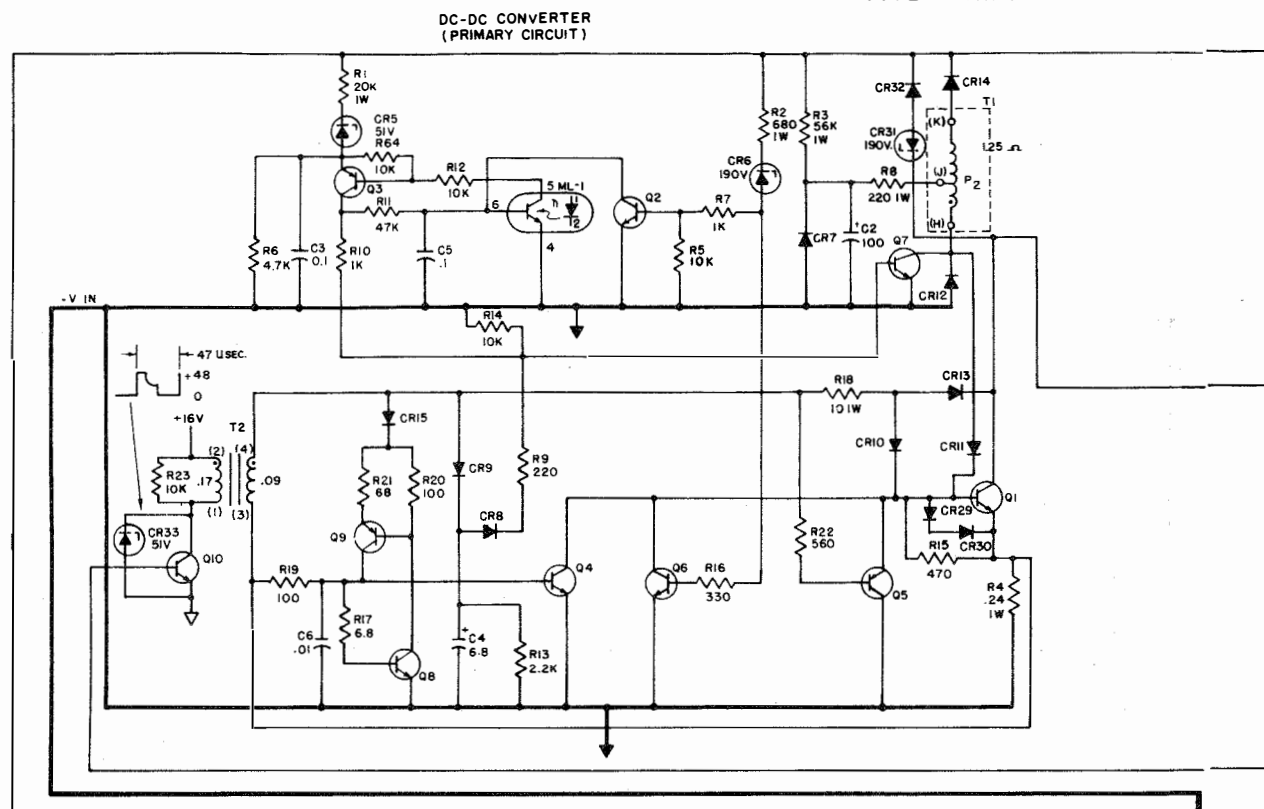 DC-DC CONVERTER
(PRIMARY CIRCUIT)
R1
20K
1W
CR5
51V
R64
10K
Q3
R12
10K
R11
47K
R6
4.7K
C3
0.1
R10
1K
C5
.1
5 ML-1
6
1
2
4
Q2
R7
1K
R5
10K
R2
680
1W
CR6
190V
R3
56K
1W
CR7
C2
100
+
R8
220 1W
CR32
CR31
190V.
CR14
T1
(K)
1.25 Ω
(J)
P2
(H)
Q7
CR12
-V IN
R14
10K
47 USEC.
+48
0
+16V
T2
(2)
(4)
R23
10K
.17
.09
(1)
(3)
CR33
51V
Q10
CR15
R21
68
R20
100
Q9
CR9
CR8
R9
220
R19
100
C6
.01
R17
6.8
Q8
+
C4
6.8
R13
2.2K
Q4
Q6
R16
330
R18
10 1W
CR13
CR10
CR11
R22
560
Q5
CR29
CR30
R15
470
Q1
R4
.24
1W